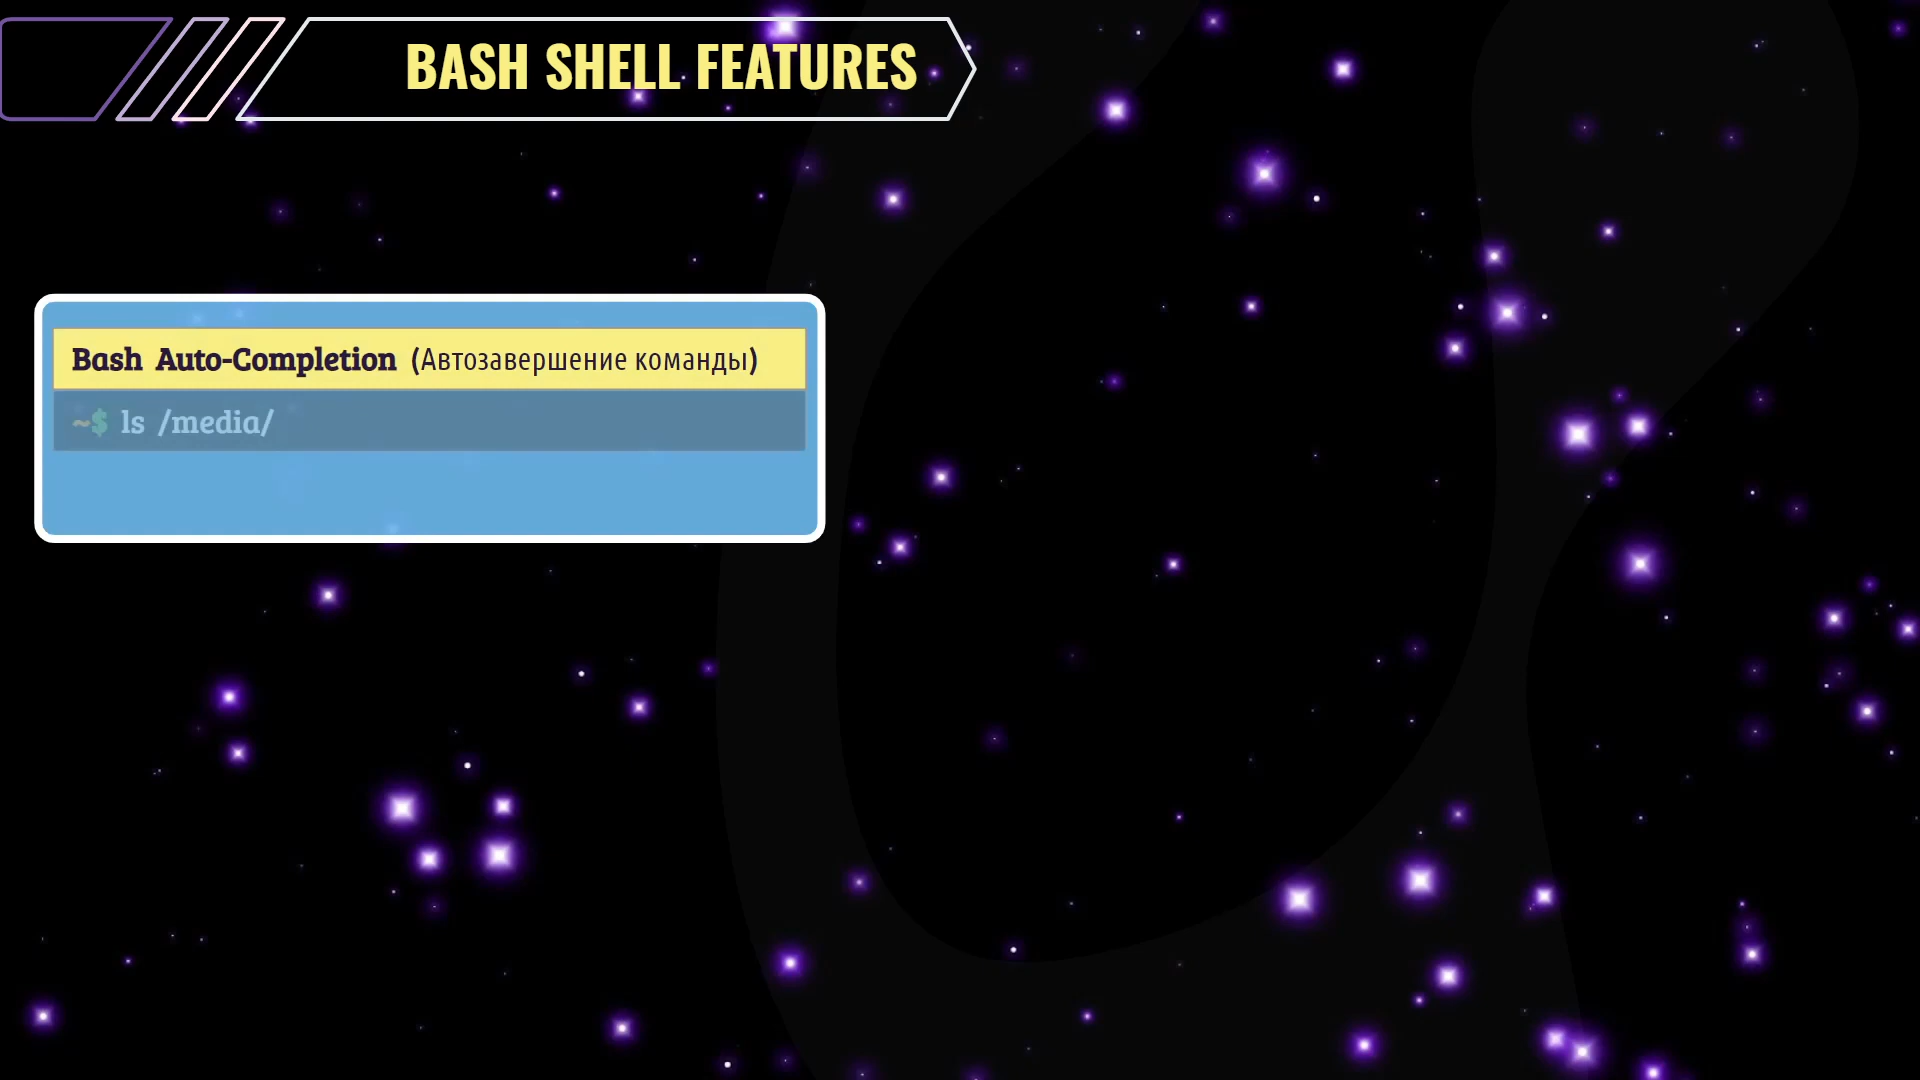 BASH SHELL FEATURES
Bash Auto-Completion (Автозавершение команды)
~$ ls /media/